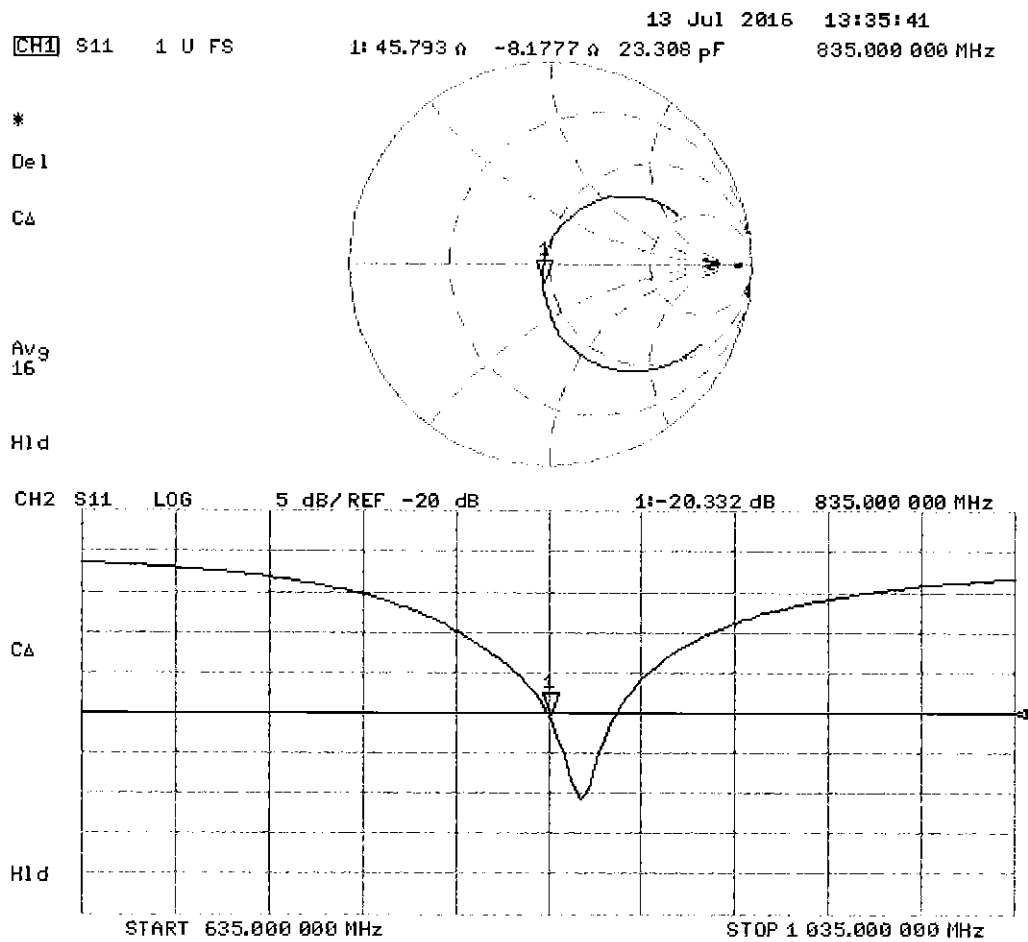 13 Jul 2016 13:35:41
CH1 S11 1 U FS 1: 45.793 Ω -8.1777 Ω 23.308 pF 835.000 000 MHz
*
Del
CΔ
1
Avg
16
Hld
CH2 S11 LOG 5 dB/ REF -20 dB 1:-20.332 dB 835.000 000 MHz
CΔ
1
Hld
START 635.000 000 MHz STOP 1 035.000 000 MHz